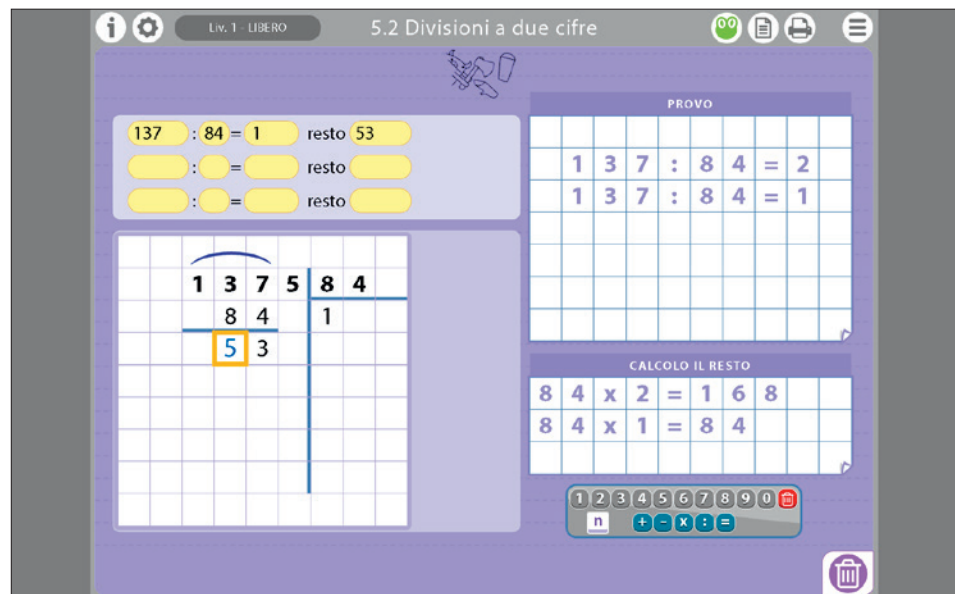 i Liv. 1 - LIBERO 5.2 Divisioni a due cifre
137 : 84 = 1 resto 53
: = resto
: = resto
1 3 7 5 8 4
8 4 1
5 3
PROVO
1 3 7 : 8 4 = 2
1 3 7 : 8 4 = 1
CALCOLO IL RESTO
8 4 x 2 = 1 6 8
8 4 x 1 = 8 4
1 2 3 4 5 6 7 8 9 0
n + - x : =